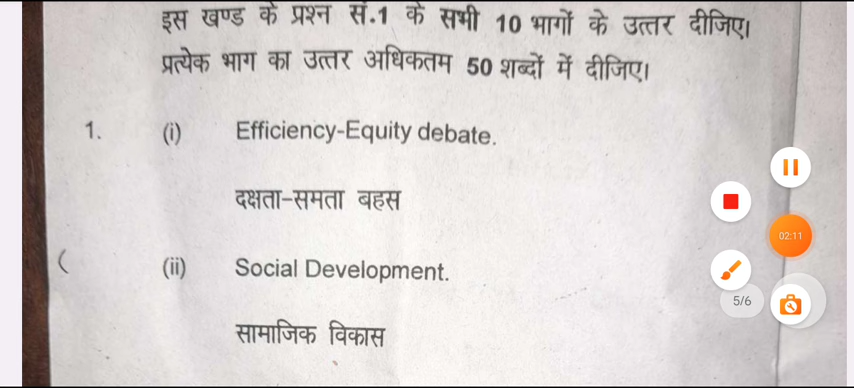 इस खण्ड के प्रश्न सं.1 के सभी 10 भागों के उत्तर दीजिए।
प्रत्येक भाग का उत्तर अधिकतम 50 शब्दों में दीजिए।
1. (i) Efficiency-Equity debate.
दक्षता-समता बहस
02:11
(ii) Social Development.
5/6
सामाजिक विकास